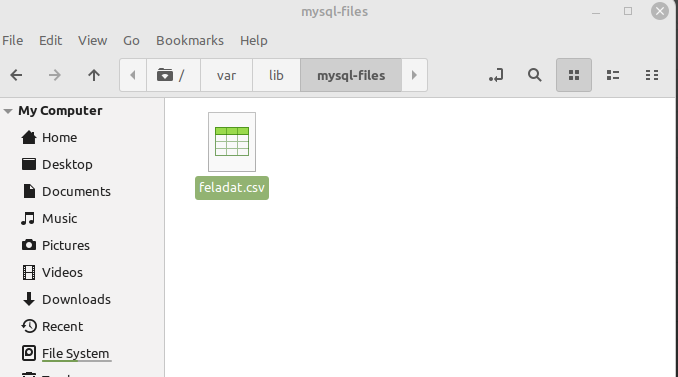 mysql-files
File Edit View Go Bookmarks Help
/ var lib mysql-files
My Computer
Home
Desktop
Documents
Music
Pictures
Videos
Downloads
Recent
File System
feladat.csv